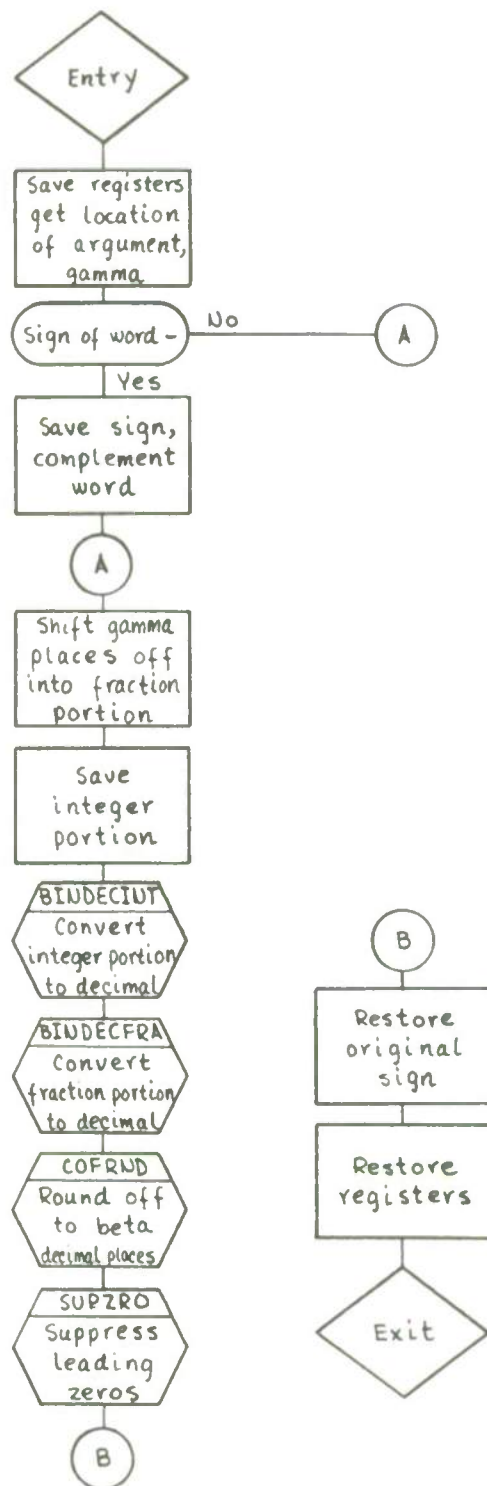 Entry
Save registers
get location
of argument,
gamma
Sign of word -
No
A
Yes
Save sign,
complement
word
A
Shift gamma
places off
into fraction
portion
Save
integer
portion
BINDECINT
Convert
integer portion
to decimal
BINDECFRA
Convert
fraction portion
to decimal
COFRND
Round off
to beta
decimal places
SUPZRO
Suppress
leading
zeros
B
B
Restore
original
sign
Restore
registers
Exit